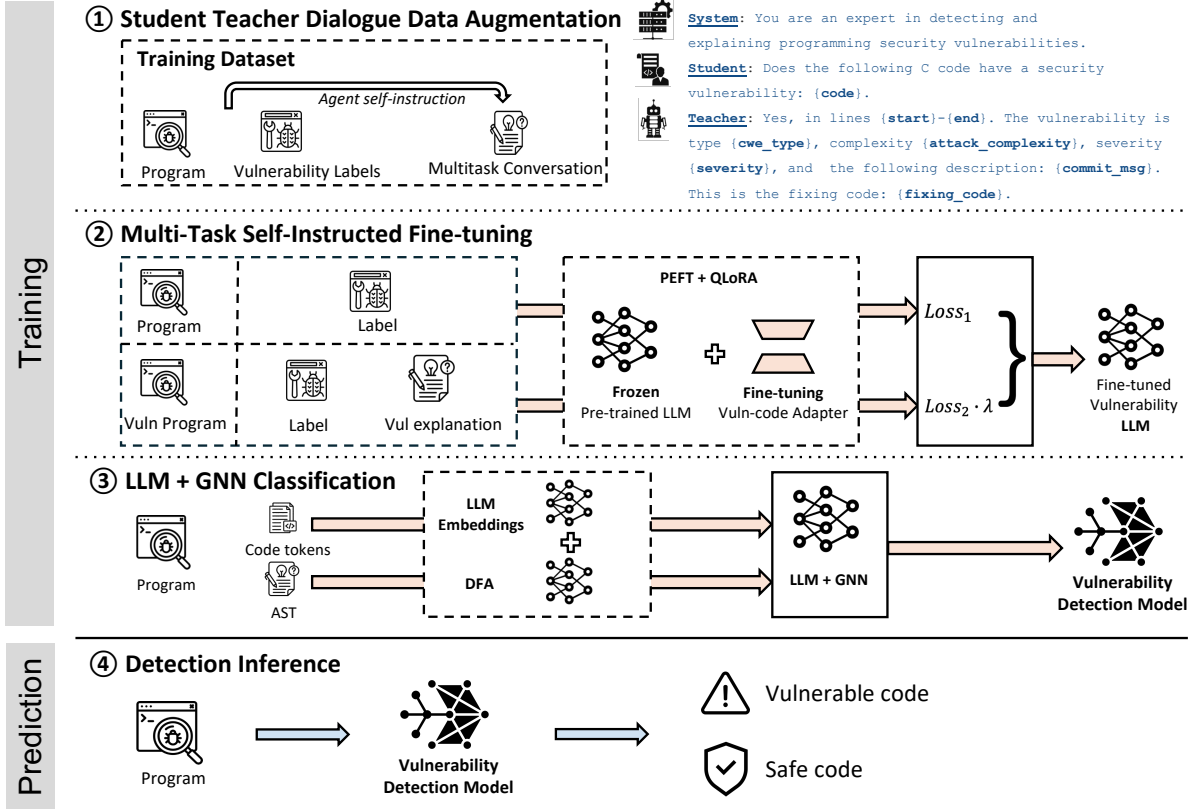 Training
① Student Teacher Dialogue Data Augmentation
Training Dataset
Agent self-instruction
Program
Vulnerability Labels
Multitask Conversation
System: You are an expert in detecting and
explaining programming security vulnerabilities.
Student: Does the following C code have a security
vulnerability: {code}.
Teacher: Yes, in lines {start}-{end}. The vulnerability is
type {cwe_type}, complexity {attack_complexity}, severity
{severity}, and the following description: {commit_msg}.
This is the fixing code: {fixing_code}.
② Multi-Task Self-Instructed Fine-tuning
Program
Label
Vuln Program
Label
Vul explanation
PEFT + QLoRA
Frozen
Pre-trained LLM
Fine-tuning
Vuln-code Adapter
Loss₁
Loss₂ · λ
}
Fine-tuned
Vulnerability
LLM
③ LLM + GNN Classification
Program
Code tokens
AST
LLM
Embeddings
DFA
LLM + GNN
Vulnerability
Detection Model
Prediction
④ Detection Inference
Program
Vulnerability
Detection Model
Vulnerable code
Safe code